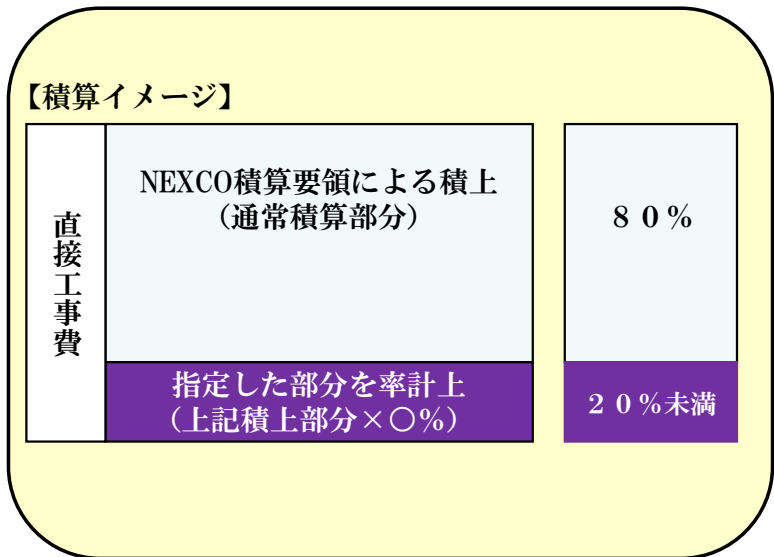 【積算イメージ】
直接工事費
NEXCO積算要領による積上
（通常積算部分）
８０％
指定した部分を率計上
（上記積上部分×〇％）
２０％未満